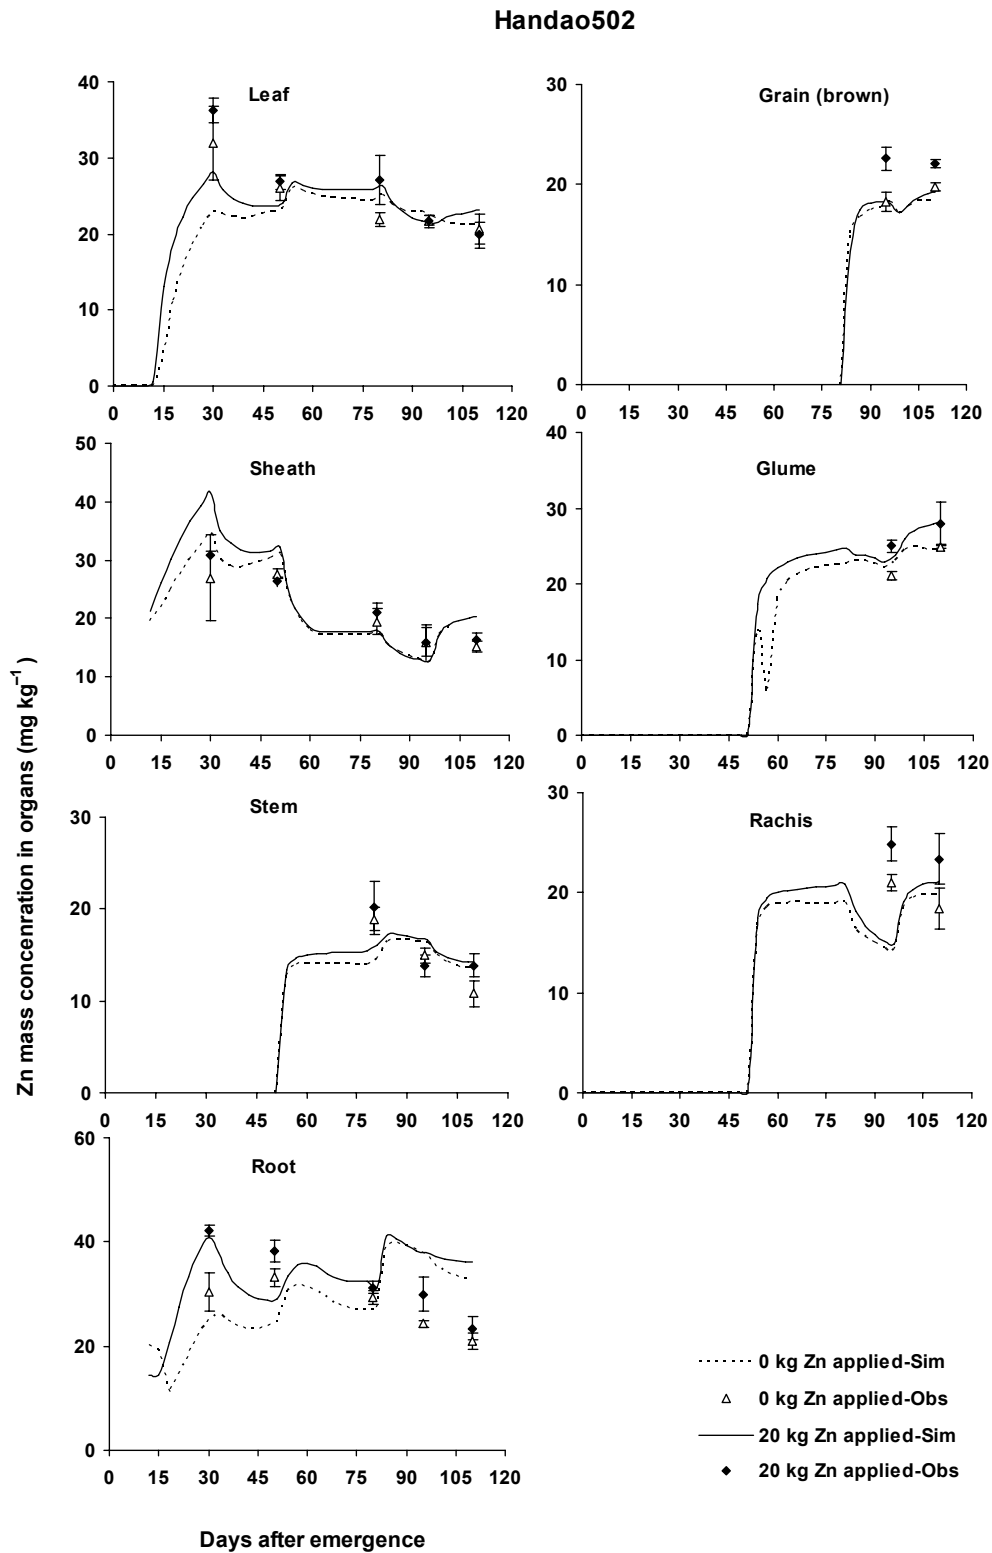 Handao502
Zn mass concenration in organs (mg kg⁻¹ )
Leaf
40
30
20
10
0
0 15 30 45 60 75 90 105 120
Grain (brown)
30
20
10
0
0 15 30 45 60 75 90 105 120
Sheath
50
40
30
20
10
0
0 15 30 45 60 75 90 105 120
Glume
40
30
20
10
0
0 15 30 45 60 75 90 105 120
Stem
30
20
10
0
0 15 30 45 60 75 90 105 120
Rachis
30
20
10
0
0 15 30 45 60 75 90 105 120
Root
60
40
20
0
0 15 30 45 60 75 90 105 120
Days after emergence
0 kg Zn applied-Sim
0 kg Zn applied-Obs
20 kg Zn applied-Sim
20 kg Zn applied-Obs